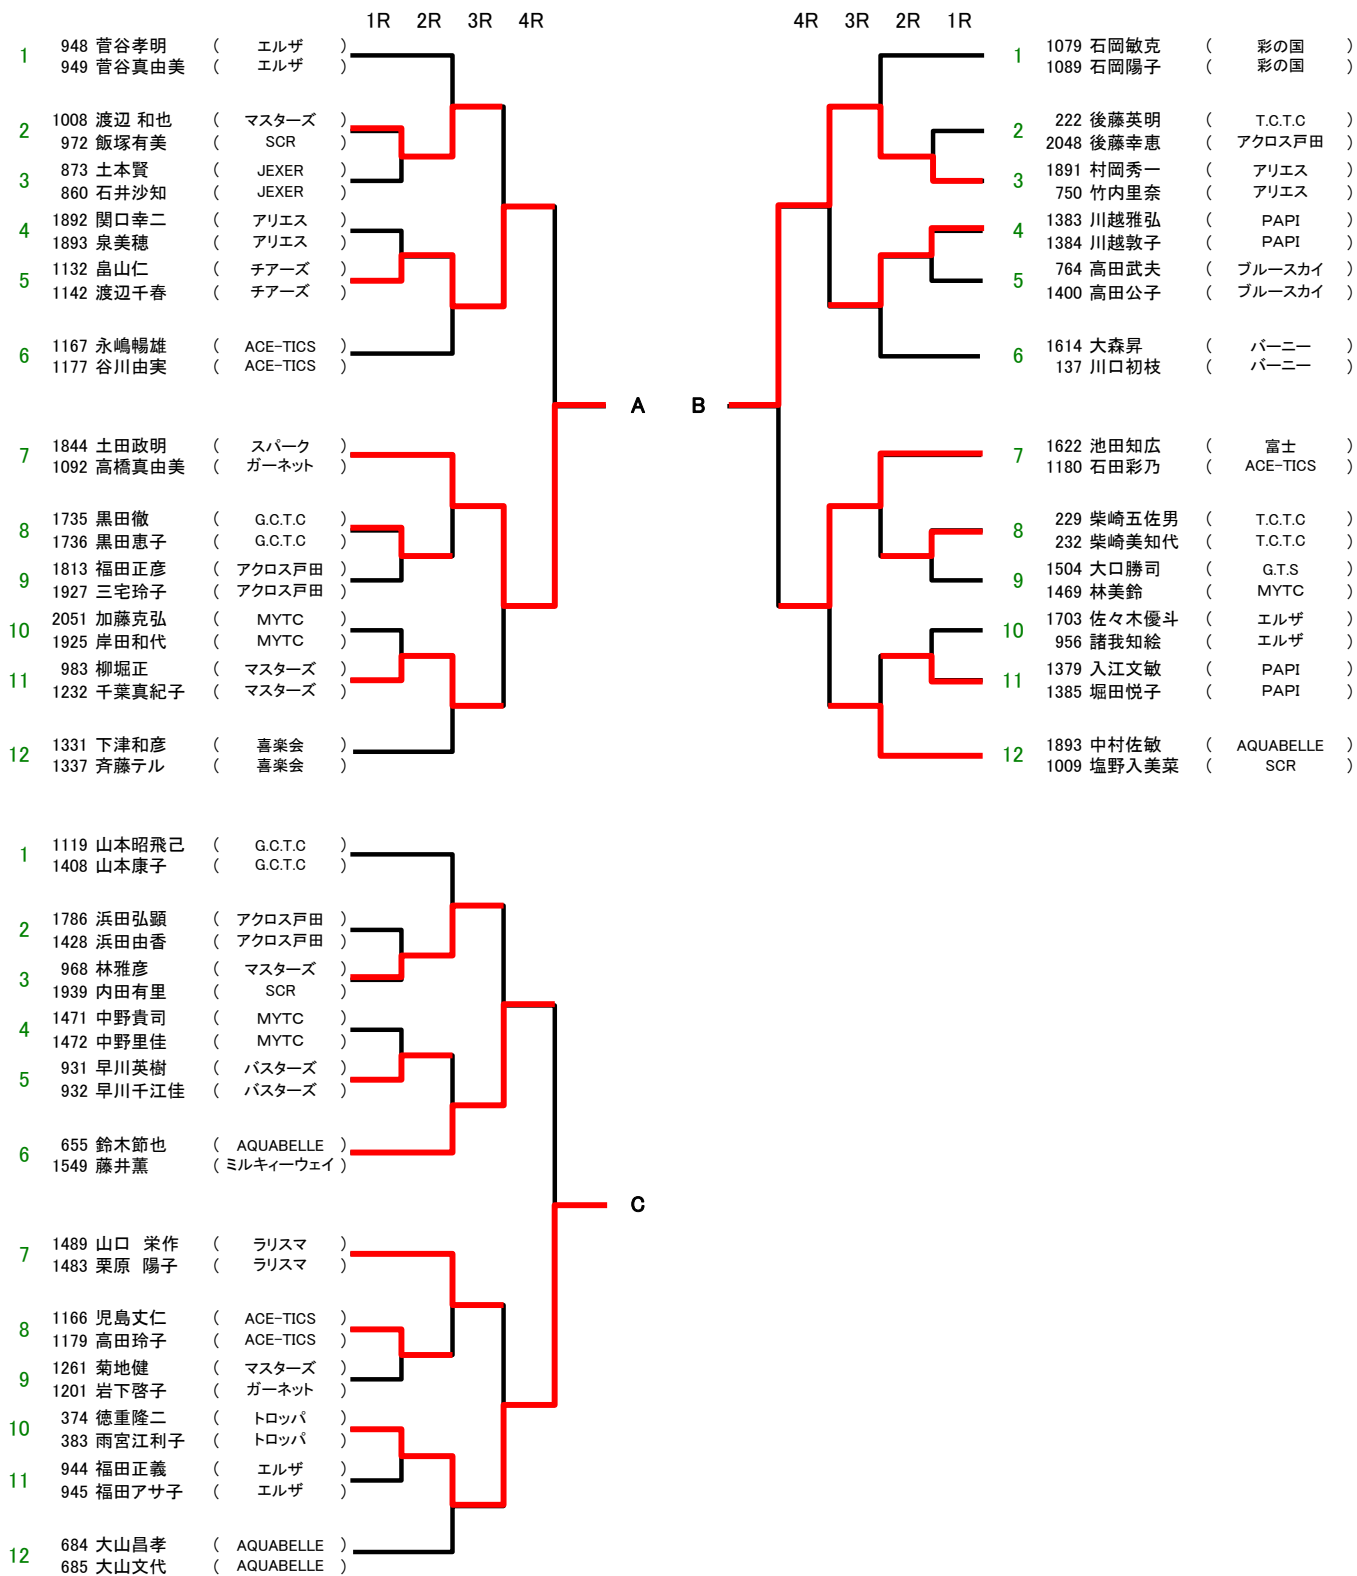 1R 2R 3R 4R
1 948 菅谷孝明 ( エルザ )
949 菅谷真由美 ( エルザ )
2 1008 渡辺 和也 ( マスターズ )
972 飯塚有美 ( SCR )
3 873 土本賢 ( JEXER )
860 石井沙知 ( JEXER )
4 1892 関口幸二 ( アリエス )
1893 泉美穂 ( アリエス )
5 1132 畠山仁 ( チアーズ )
1142 渡辺千春 ( チアーズ )
6 1167 永嶋暢雄 ( ACE-TICS )
1177 谷川由実 ( ACE-TICS )
A
7 1844 土田政明 ( スパーク )
1092 高橋真由美 ( ガーネット )
8 1735 黒田徹 ( G.C.T.C )
1736 黒田恵子 ( G.C.T.C )
9 1813 福田正彦 ( アクロス戸田 )
1927 三宅玲子 ( アクロス戸田 )
10 2051 加藤克弘 ( MYTC )
1925 岸田和代 ( MYTC )
11 983 柳堀正 ( マスターズ )
1232 千葉真紀子 ( マスターズ )
12 1331 下津和彦 ( 喜楽会 )
1337 斉藤テル ( 喜楽会 )
4R 3R 2R 1R
1 1079 石岡敏克 ( 彩の国 )
1089 石岡陽子 ( 彩の国 )
2 222 後藤英明 ( T.C.T.C )
2048 後藤幸恵 ( アクロス戸田 )
3 1891 村岡秀一 ( アリエス )
750 竹内里奈 ( アリエス )
4 1383 川越雅弘 ( PAPI )
1384 川越敦子 ( PAPI )
5 764 高田武夫 ( ブルースカイ )
1400 高田公子 ( ブルースカイ )
6 1614 大森昇 ( バーニー )
137 川口初枝 ( バーニー )
B
7 1622 池田知広 ( 富士 )
1180 石田彩乃 ( ACE-TICS )
8 229 柴崎五佐男 ( T.C.T.C )
232 柴崎美知代 ( T.C.T.C )
9 1504 大口勝司 ( G.T.S )
1469 林美鈴 ( MYTC )
10 1703 佐々木優斗 ( エルザ )
956 諸我知絵 ( エルザ )
11 1379 入江文敏 ( PAPI )
1385 堀田悦子 ( PAPI )
12 1893 中村佐敏 ( AQUABELLE )
1009 塩野入美菜 ( SCR )
1 1119 山本昭飛己 ( G.C.T.C )
1408 山本康子 ( G.C.T.C )
2 1786 浜田弘顕 ( アクロス戸田 )
1428 浜田由香 ( アクロス戸田 )
3 968 林雅彦 ( マスターズ )
1939 内田有里 ( SCR )
4 1471 中野貴司 ( MYTC )
1472 中野里佳 ( MYTC )
5 931 早川英樹 ( バスターズ )
932 早川千江佳 ( バスターズ )
6 655 鈴木節也 ( AQUABELLE )
1549 藤井薫 ( ミルキィーウェイ )
C
7 1489 山口 栄作 ( ラリスマ )
1483 栗原 陽子 ( ラリスマ )
8 1166 児島丈仁 ( ACE-TICS )
1179 高田玲子 ( ACE-TICS )
9 1261 菊地健 ( マスターズ )
1201 岩下啓子 ( ガーネット )
10 374 徳重隆二 ( トロッパ )
383 雨宮江利子 ( トロッパ )
11 944 福田正義 ( エルザ )
945 福田アサ子 ( エルザ )
12 684 大山昌孝 ( AQUABELLE )
685 大山文代 ( AQUABELLE )